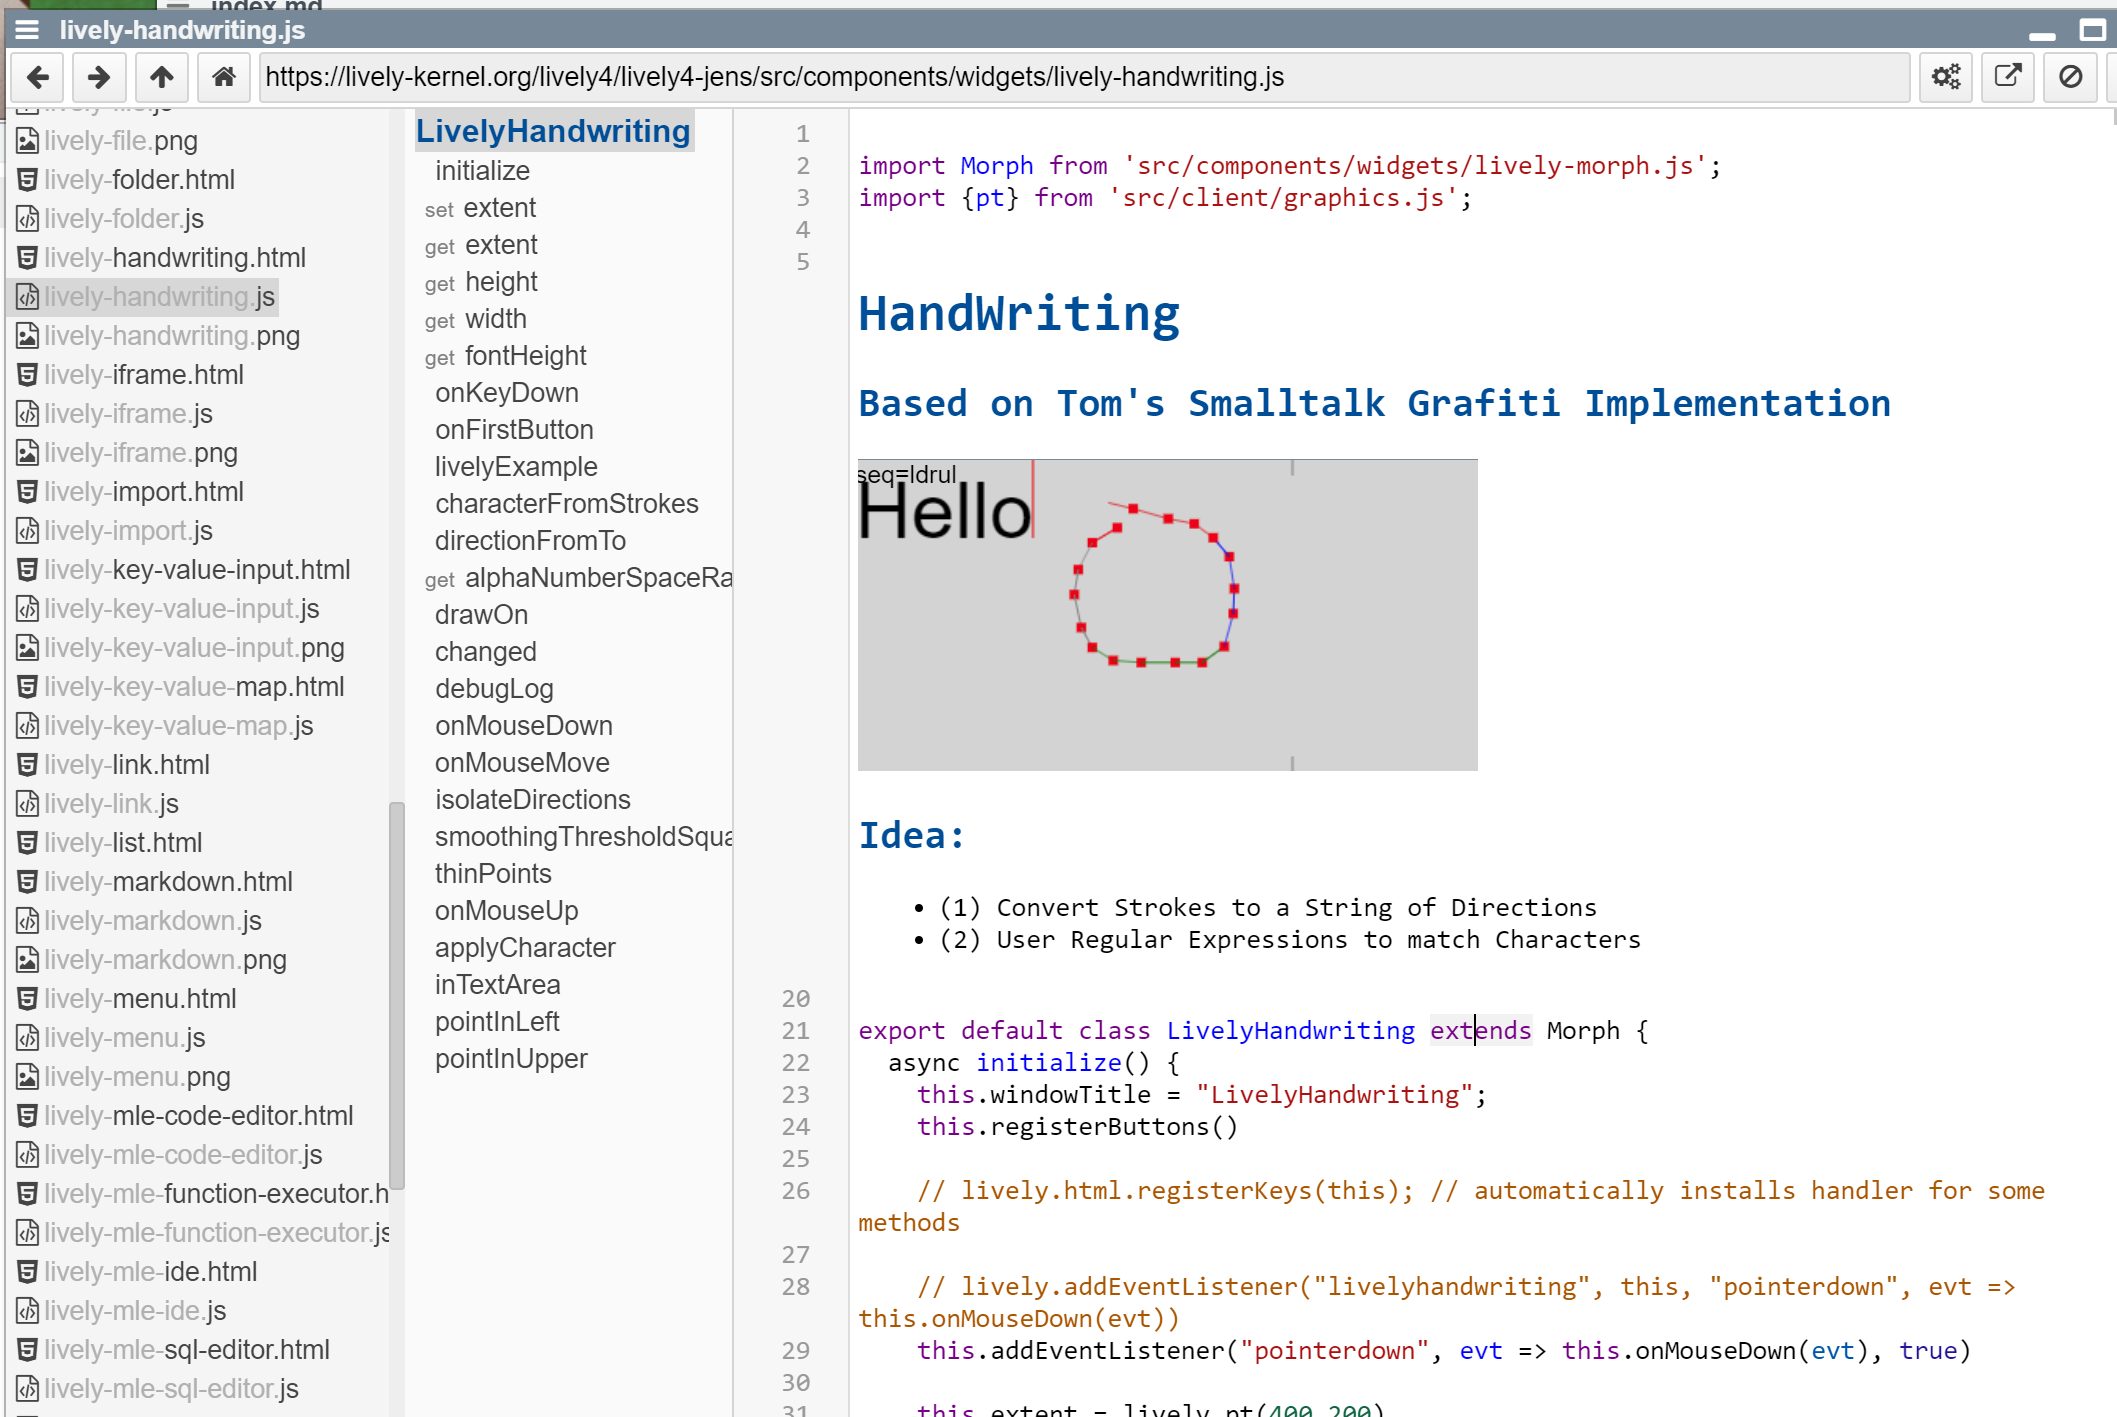 index.md
lively-handwriting.js
https://lively-kernel.org/lively4/lively4-jens/src/components/widgets/lively-handwriting.js
lively-file.js
lively-file.png
lively-folder.html
lively-folder.js
lively-handwriting.html
lively-handwriting.js
lively-handwriting.png
lively-iframe.html
lively-iframe.js
lively-iframe.png
lively-import.html
lively-import.js
lively-key-value-input.html
lively-key-value-input.js
lively-key-value-input.png
lively-key-value-map.html
lively-key-value-map.js
lively-link.html
lively-link.js
lively-list.html
lively-markdown.html
lively-markdown.js
lively-markdown.png
lively-menu.html
lively-menu.js
lively-menu.png
lively-mle-code-editor.html
lively-mle-code-editor.js
lively-mle-function-executor.h
lively-mle-function-executor.js
lively-mle-ide.html
lively-mle-ide.js
lively-mle-sql-editor.html
lively-mle-sql-editor.js
LivelyHandwriting
initialize
set extent
get extent
get height
get width
get fontHeight
onKeyDown
onFirstButton
livelyExample
characterFromStrokes
directionFromTo
get alphaNumberSpaceRa
drawOn
changed
debugLog
onMouseDown
onMouseMove
isolateDirections
smoothingThresholdSqua
thinPoints
onMouseUp
applyCharacter
inTextArea
pointInLeft
pointInUpper
1
2 import Morph from 'src/components/widgets/lively-morph.js';
3 import {pt} from 'src/client/graphics.js';
4
5
HandWriting
Based on Tom's Smalltalk Grafiti Implementation
seq=ldrul
Hello
Idea:
• (1) Convert Strokes to a String of Directions
• (2) User Regular Expressions to match Characters
20
21 export default class LivelyHandwriting extends Morph {
22 async initialize() {
23 this.windowTitle = "LivelyHandwriting";
24 this.registerButtons()
25
26 // lively.html.registerKeys(this); // automatically installs handler for some
methods
27
28 // lively.addEventListener("livelyhandwriting", this, "pointerdown", evt =>
this.onMouseDown(evt))
29 this.addEventListener("pointerdown", evt => this.onMouseDown(evt), true)
30
31 this.extent = lively.pt(400,200)